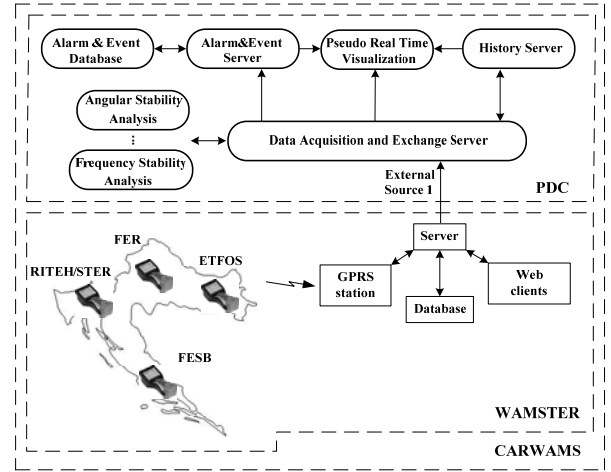 Alarm & Event
Database
Alarm&Event
Server
Pseudo Real Time
Visualization
History Server
Angular Stability
Analysis
Frequency Stability
Analysis
Data Acquisition and Exchange Server
External
Source 1
PDC
FER
RITEH/STER
ETFOS
FESB
GPRS
station
Server
Database
Web
clients
WAMSTER
CARWAMS